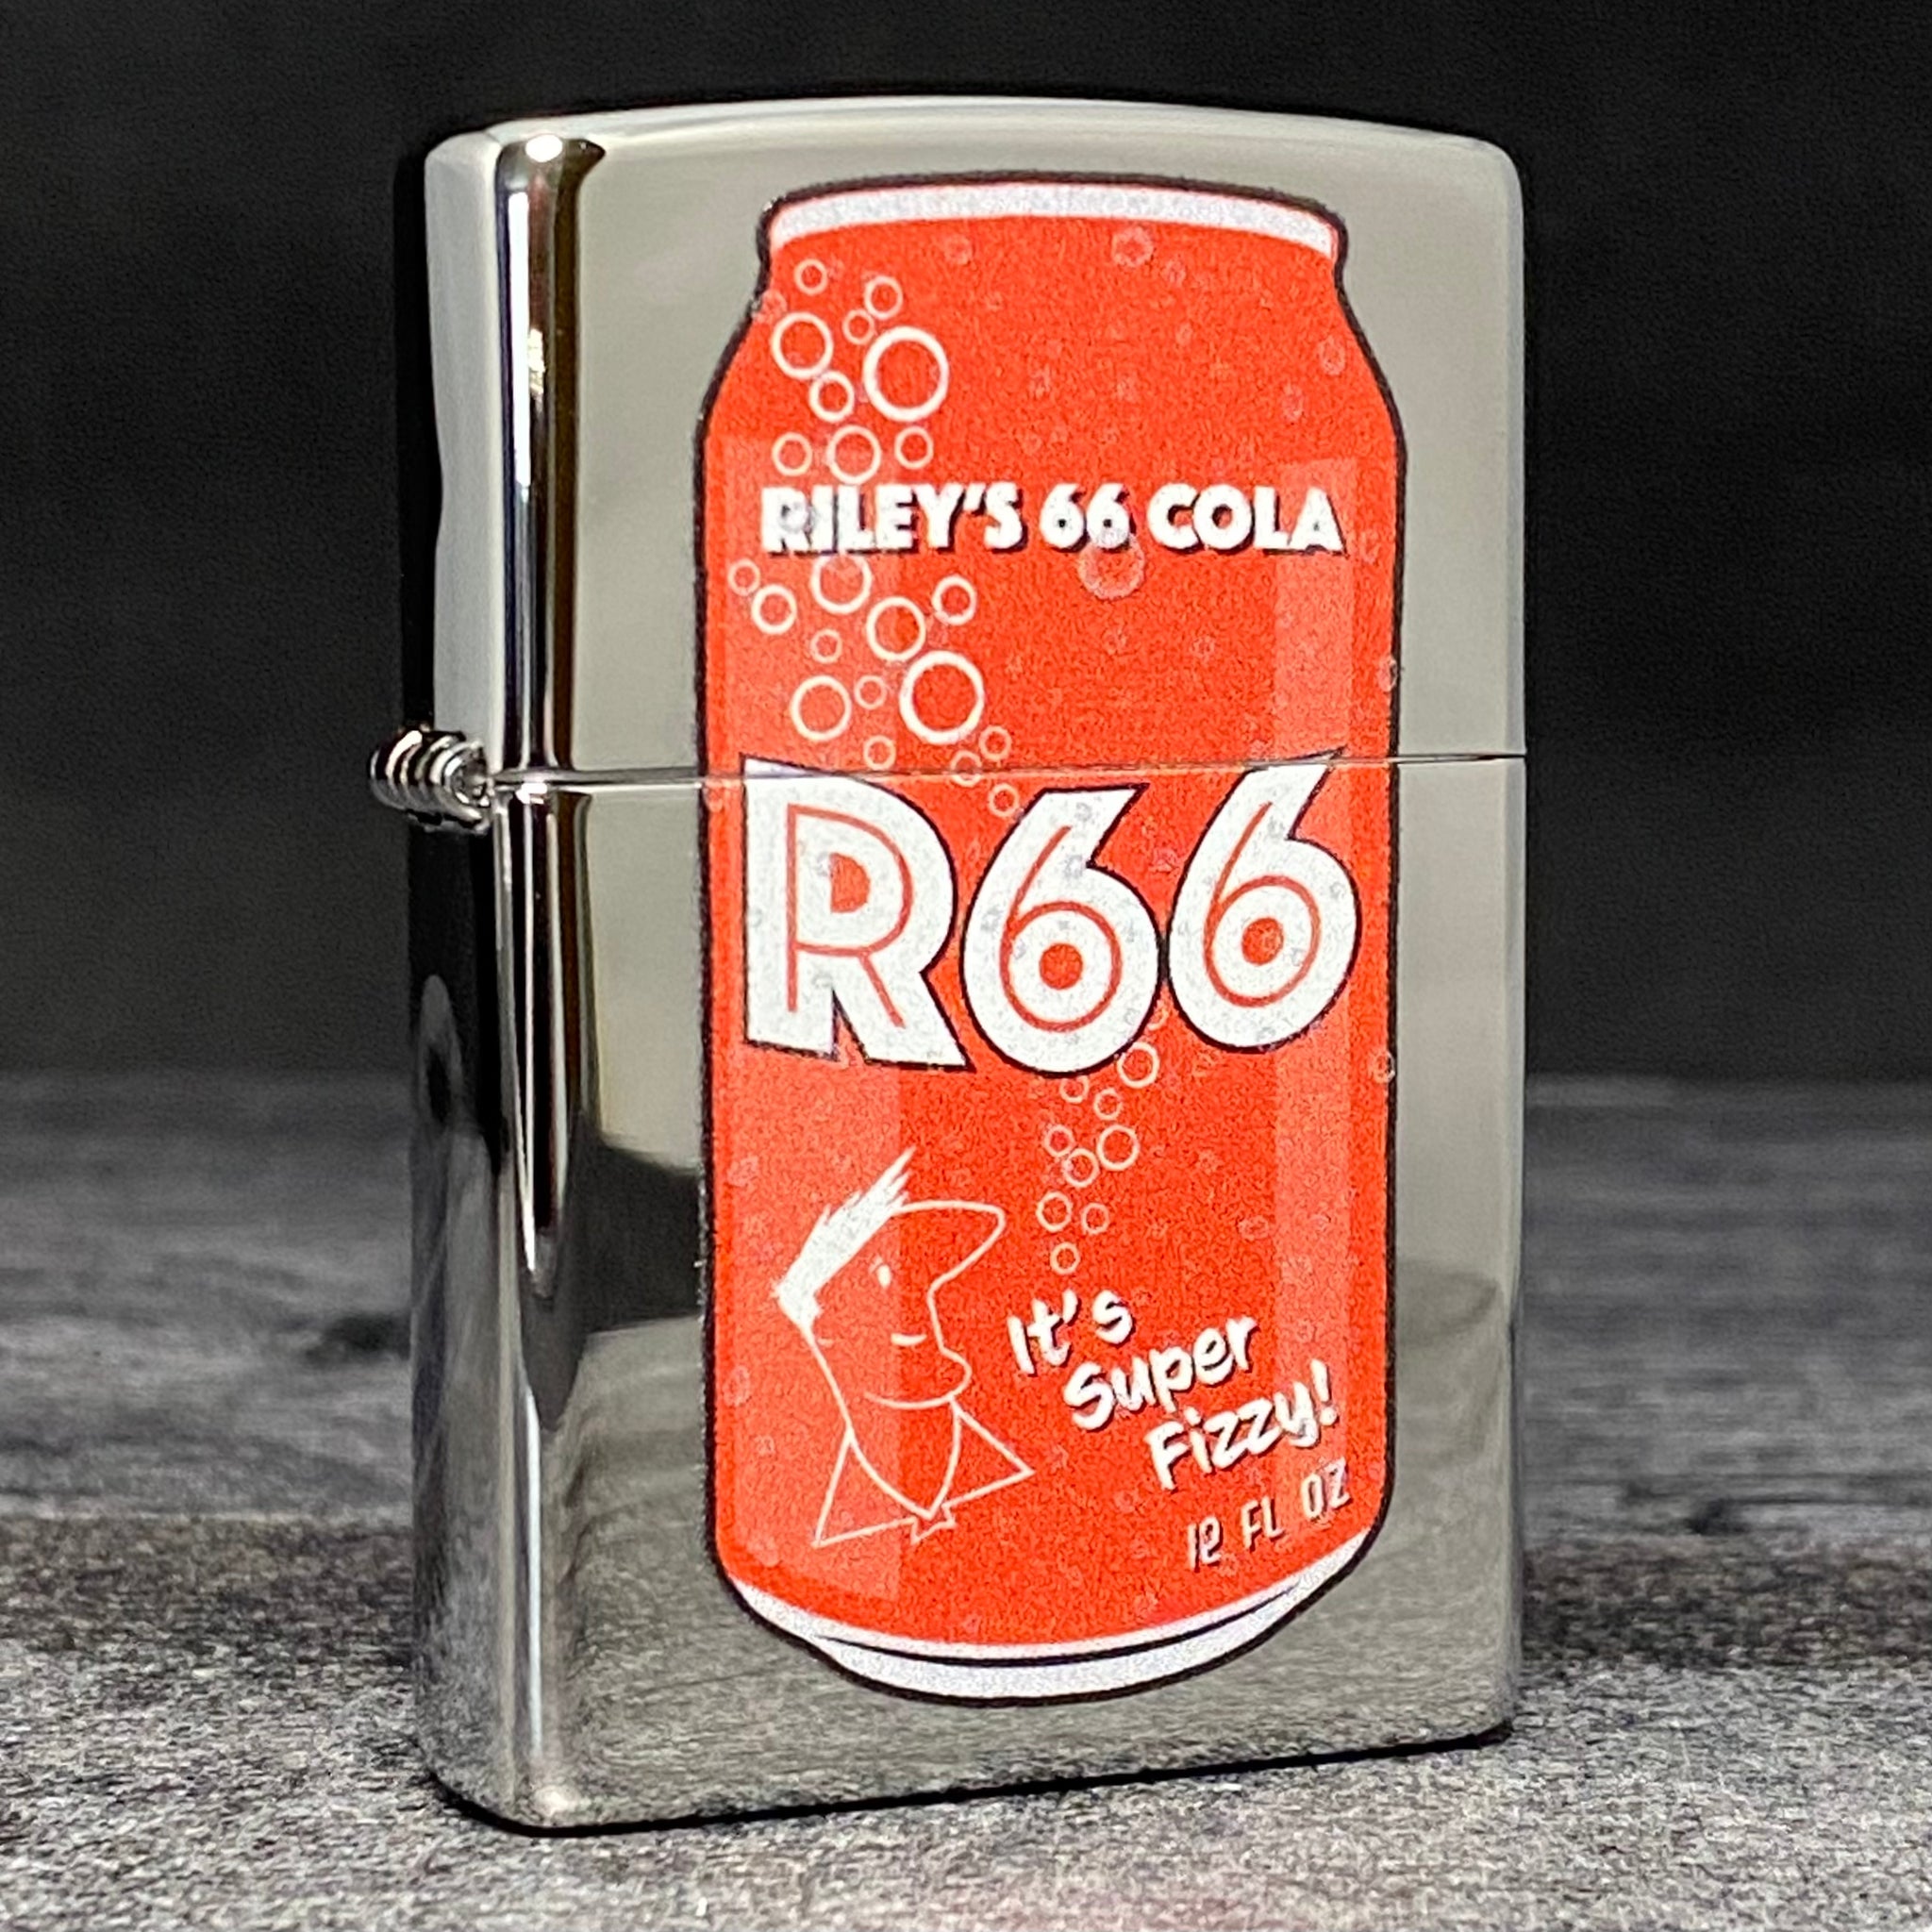 RILEY'S 66 COLA
R66
It's
Super
Fizzy!
12 FL OZ